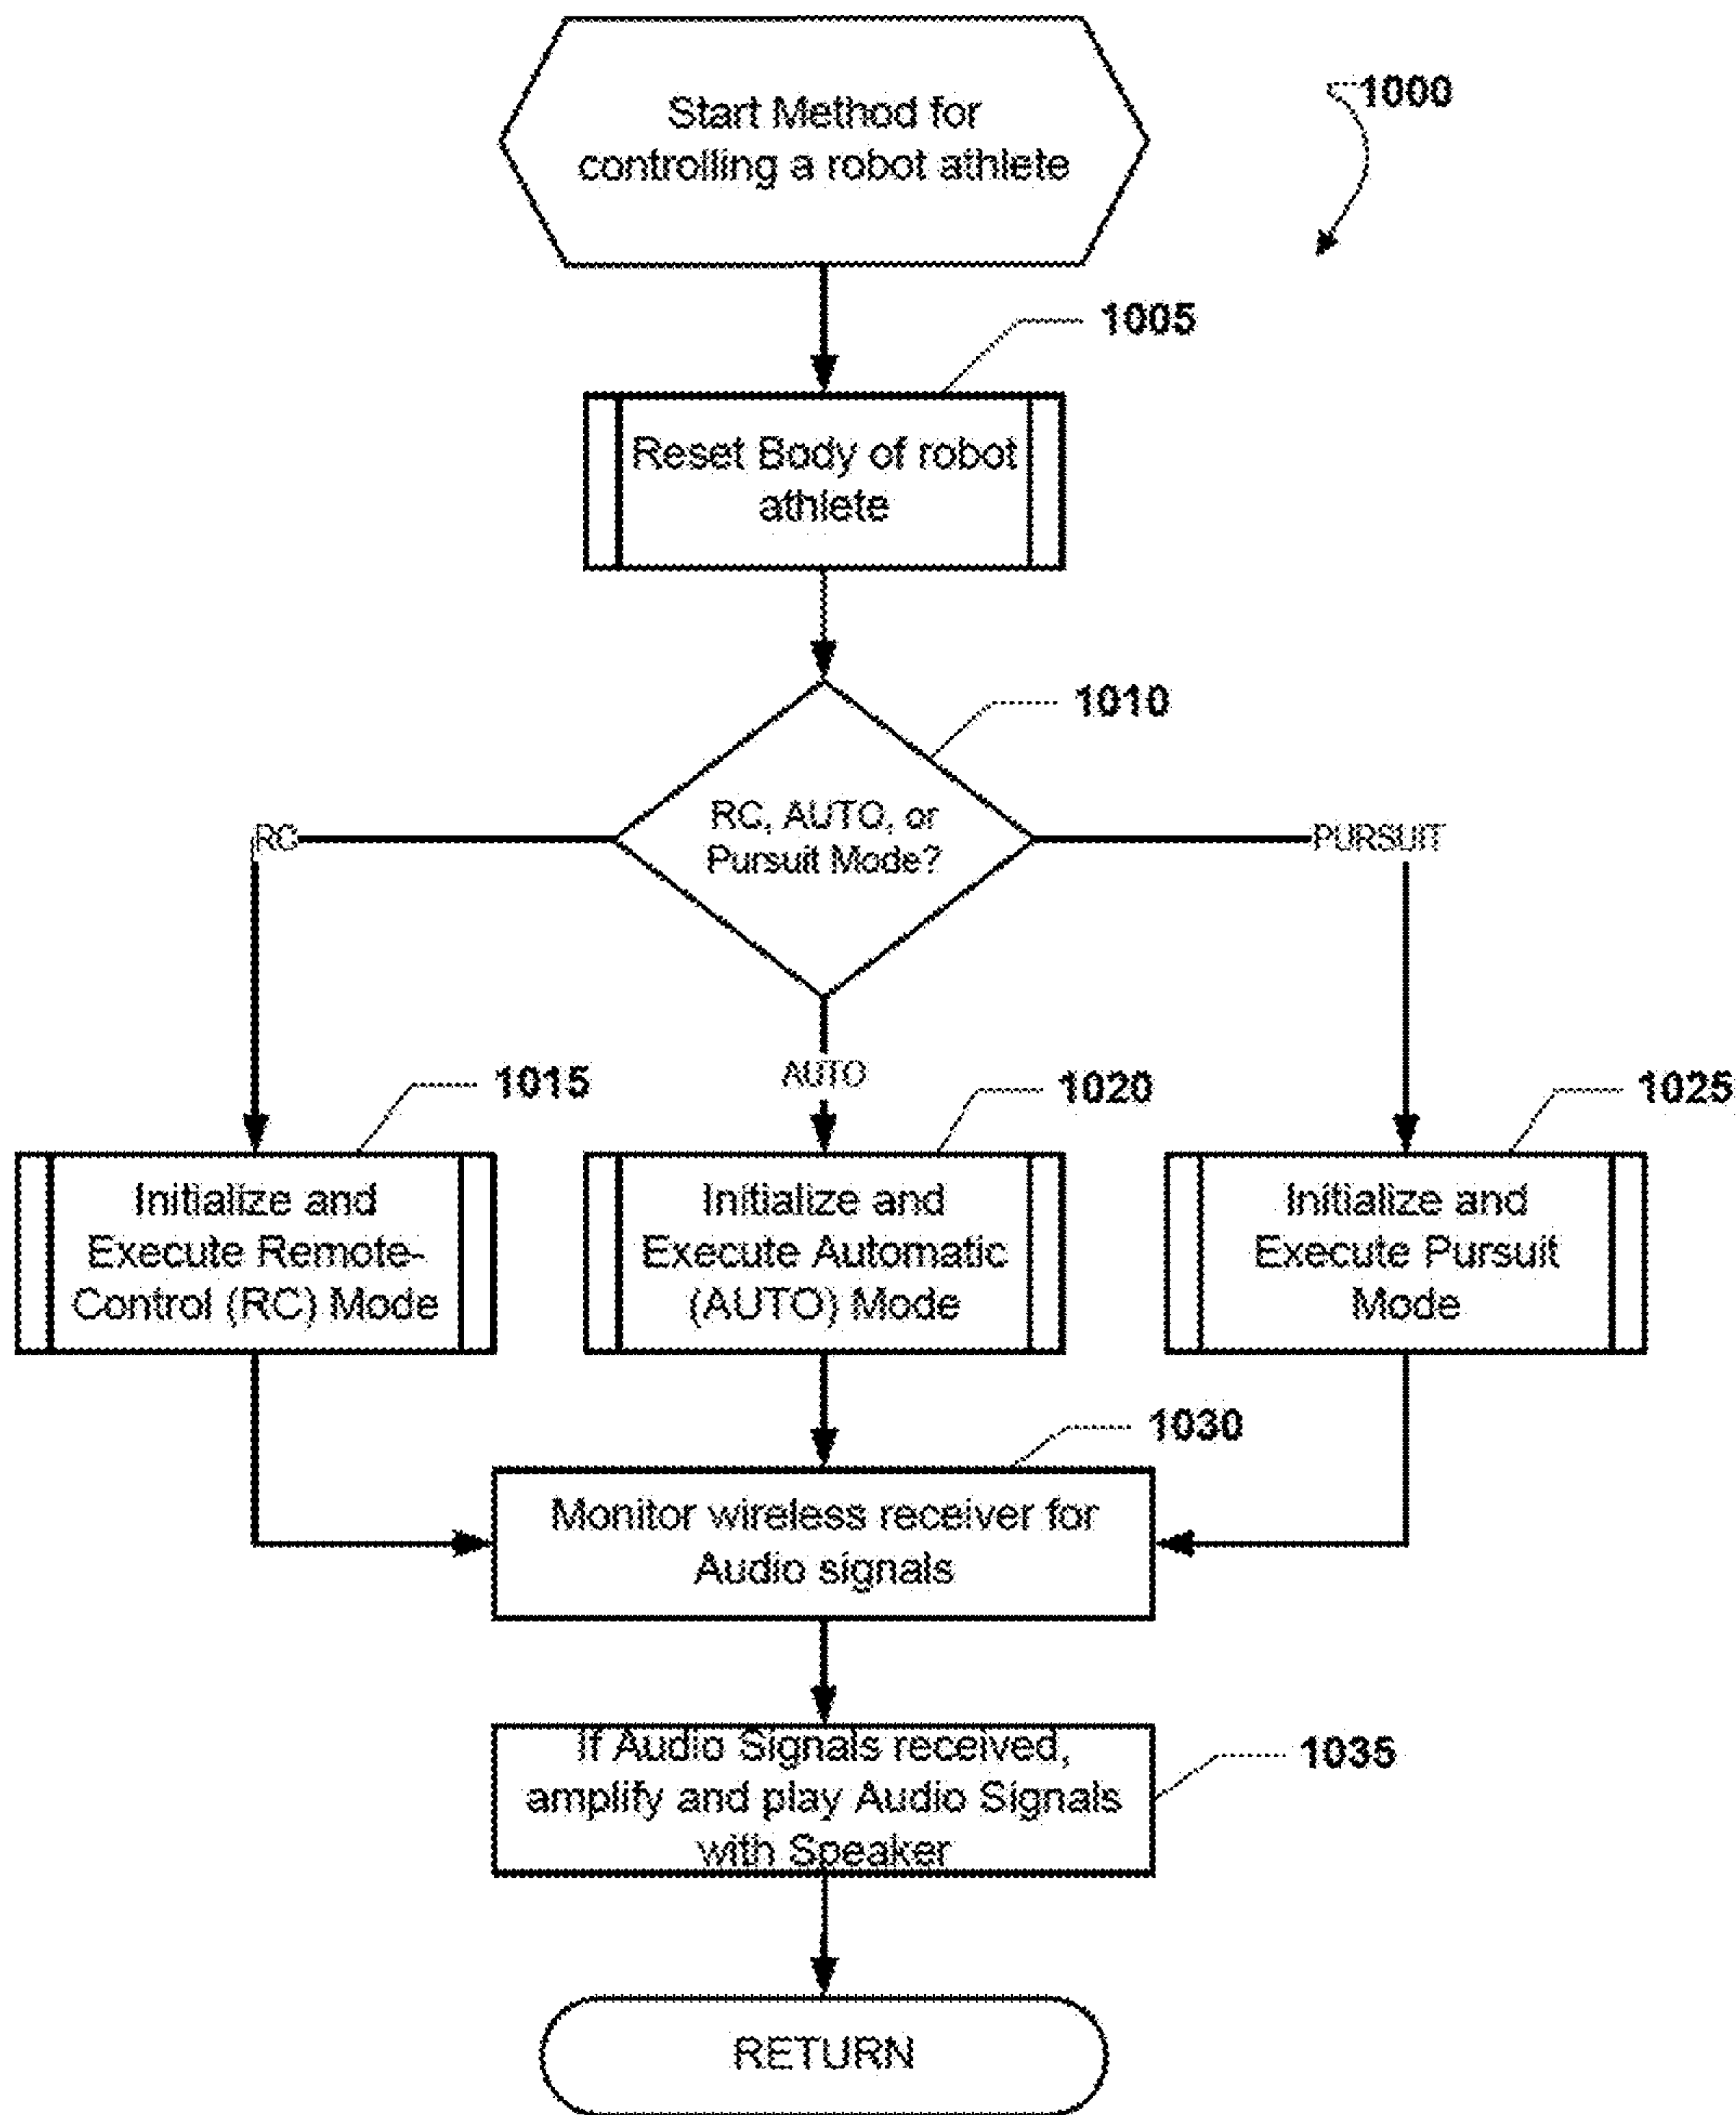 Start Method for
controlling a robot athlete
1000
1005
Reset Body of robot
athlete
1010
RC, AUTO, or
Pursuit Mode?
RC
PURSUIT
AUTO
1015
1020
1025
Initialize and
Execute Remote-
Control (RC) Mode
Initialize and
Execute Automatic
(AUTO) Mode
Initialize and
Execute Pursuit
Mode
1030
Monitor wireless receiver for
Audio signals
If Audio Signals received,
amplify and play Audio Signals
with Speaker
1035
RETURN